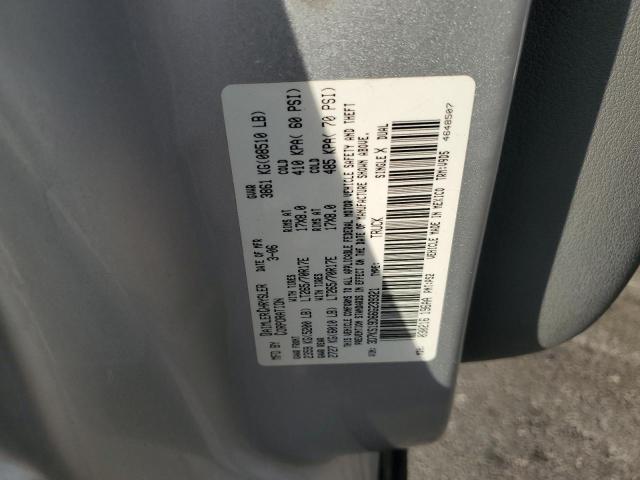 DAIMLERCHRYSLER CORPORATION
DATE OF MFR 3-06
GVWR 3861 KG(08510 LB)
GAWR FRONT WITH TIRES RIMS AT COLD
2359 KG(5200 LB) LT265/70R17E 17X8.0 410 KPA( 60 PSI)
GAWR REAR WITH TIRES RIMS AT COLD
2727 KG(6010 LB) LT265/70R17E 17X8.0 485 KPA( 70 PSI)
THIS VEHICLE CONFORMS TO ALL APPLICABLE FEDERAL MOTOR VEHICLE SAFETY AND THEFT
PREVENTION STANDARDS IN EFFECT ON THE DATE OF MANUFACTURE SHOWN ABOVE.
VIN: TYPE: TRUCK SINGLE X DUAL
VEHICLE MADE IN MEXICO TRM:V9D5 4648507